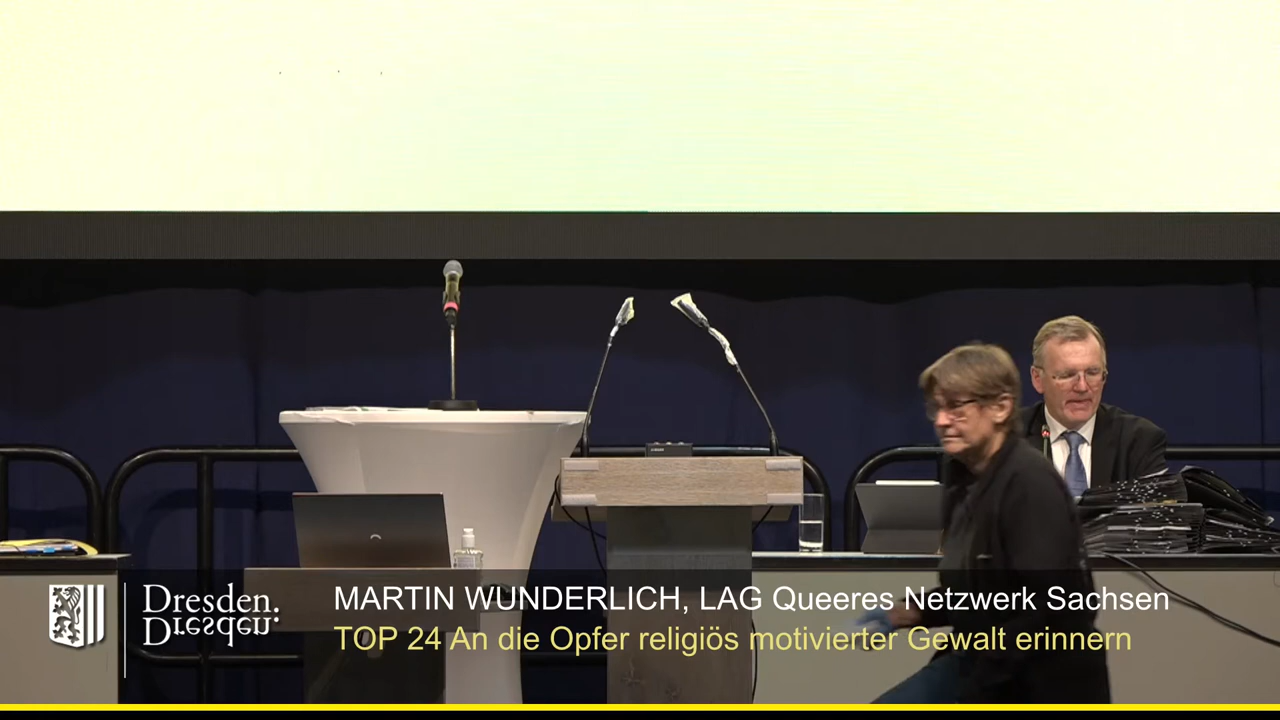 Dresden.
Dresden.
MARTIN WUNDERLICH, LAG Queeres Netzwerk Sachsen
TOP 24 An die Opfer religiös motivierter Gewalt erinnern